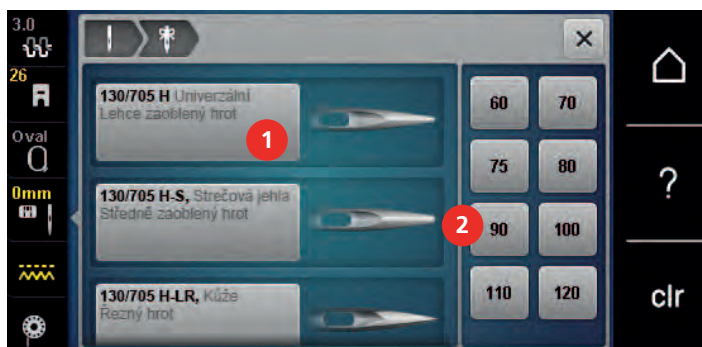 3.0
26
Oval
0mm
130/705 H Univerzální
Lehce zaoblený hrot
1
130/705 H-S, Strečová jehla
Středně zaoblený hrot
2
130/705 H-LR, Kůže
Řezný hrot
60 70
75 80
90 100
110 120
?
clr